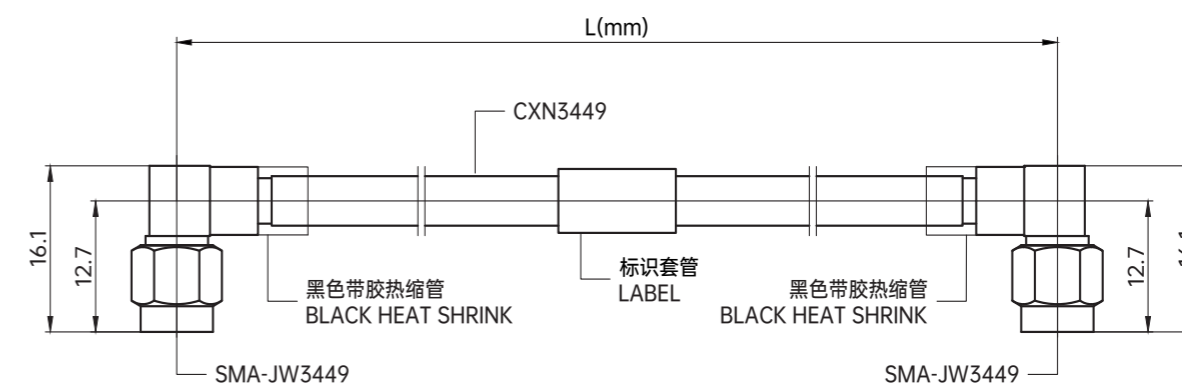 L(mm)
CXN3449
16.1
12.7
黑色带胶热缩管
BLACK HEAT SHRINK
标识套管
LABEL
黑色带胶热缩管
BLACK HEAT SHRINK
12.7
SMA-JW3449
SMA-JW3449